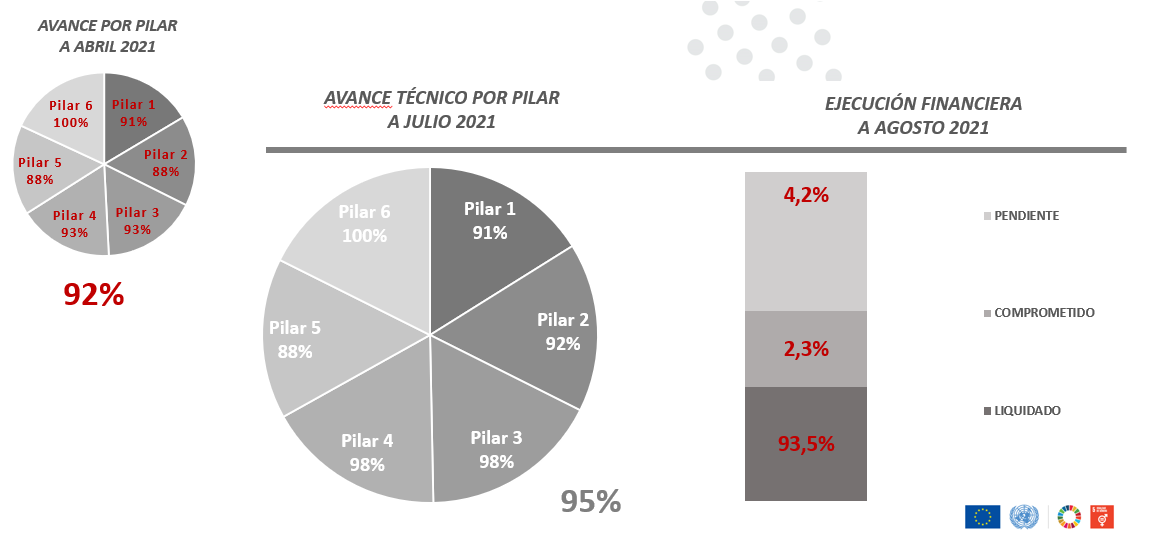 AVANCE POR PILAR
A ABRIL 2021
Pilar 6
100%
Pilar 1
91%
Pilar 5
88%
Pilar 2
88%
Pilar 4
93%
Pilar 3
93%
92%
AVANCE TÉCNICO POR PILAR
A JULIO 2021
Pilar 6
100%
Pilar 1
91%
Pilar 5
88%
Pilar 2
92%
Pilar 4
98%
Pilar 3
98%
95%
EJECUCIÓN FINANCIERA
A AGOSTO 2021
4,2%
2,3%
93,5%
PENDIENTE
COMPROMETIDO
LIQUIDADO